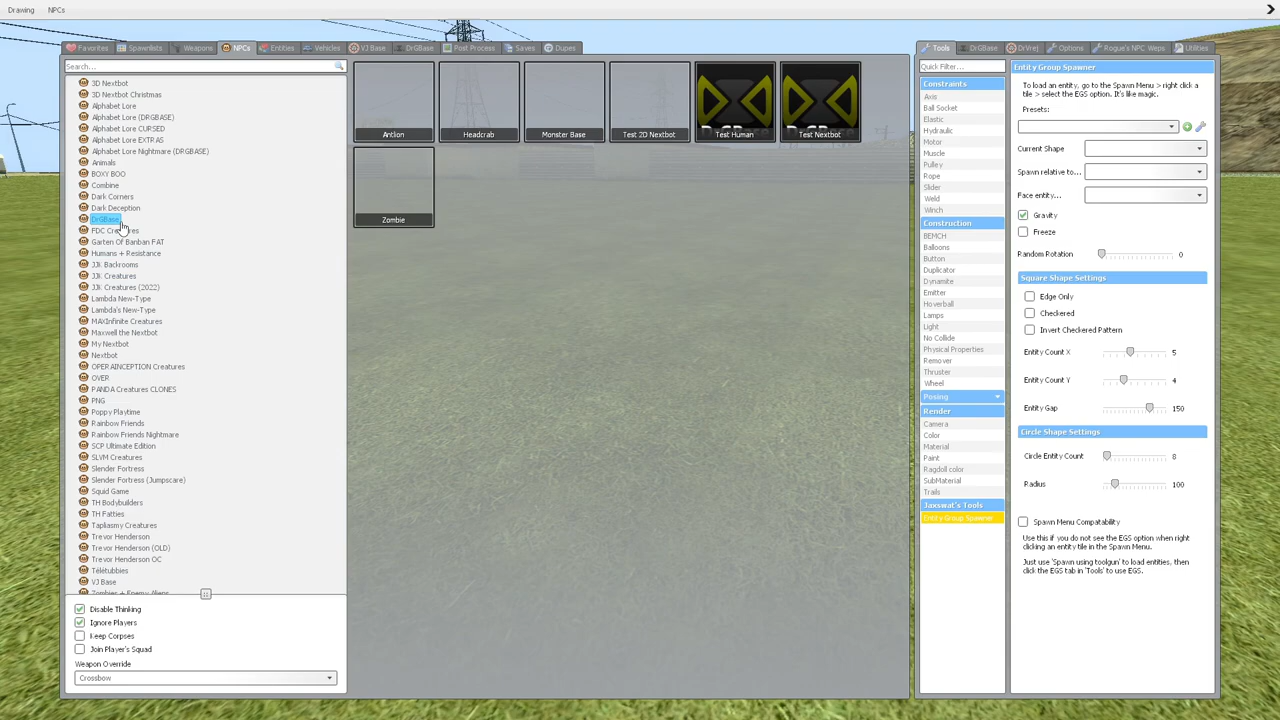 Drawing NPCs
Favorites Spawnlists Weapons NPCs Entities Vehicles VJ Base DrGBase Post Process Saves Dupes
Search...
3D Nextbot
3D Nextbot Christmas
Alphabet Lore
Alphabet Lore (DRGBASE)
Alphabet Lore CURSED
Alphabet Lore EXTRAS
Alphabet Lore Nightmare (DRGBASE)
Animals
BOXY BOO
Combine
Dark Corners
Dark Deception
DrGBase
FDC Creatures
Garten Of Banban FAT
Humans + Resistance
JJK Backrooms
JJK Creatures
JJK Creatures (2022)
Lambda New-Type
Lambda's New-Type
MAXInfinite Creatures
Maxwell the Nextbot
My Nextbot
Nextbot
OPERAINCEPTION Creatures
OVER
PANDA Creatures CLONES
PNG
Poppy Playtime
Rainbow Friends
Rainbow Friends Nightmare
SCP Ultimate Edition
SLVM Creatures
Slender Fortress
Slender Fortress (Jumpscare)
Squid Game
TH Bodybuilders
TH Fatties
Tapliasmy Creatures
Trevor Henderson
Trevor Henderson (OLD)
Trevor Henderson OC
Télétubbies
VJ Base
Zombies + Enemy Aliens
Disable Thinking
Ignore Players
Keep Corpses
Join Player's Squad
Weapon Override
Crossbow
Antlion
Headcrab
Monster Base
Test 2D Nextbot
Test Human
Test Nextbot
Zombie
Tools DrGBase DrVrej Options Rogue's NPC Weps Utilities
Quick Filter...
Constraints
Axis
Ball Socket
Elastic
Hydraulic
Motor
Muscle
Pulley
Rope
Slider
Weld
Winch
Construction
BEMCH
Balloons
Button
Duplicator
Dynamite
Emitter
Hoverball
Lamps
Light
No Collide
Physical Properties
Remover
Thruster
Wheel
Posing
Render
Camera
Color
Material
Paint
Ragdoll color
SubMaterial
Trails
Jaxswat's Tools
Entity Group Spawner
Entity Group Spawner
To load an entity, go to the Spawn Menu > right click a
tile > select the EGS option. It's like magic.
Presets:
Current Shape
Spawn relative to...
Face entity...
Gravity
Freeze
Random Rotation 0
Square Shape Settings
Edge Only
Checkered
Invert Checkered Pattern
Entity Count X 5
Entity Count Y 4
Entity Gap 150
Circle Shape Settings
Circle Entity Count 8
Radius 100
Spawn Menu Compatability
Use this if you do not see the EGS option when right
clicking an entity tile in the Spawn Menu.
Just use 'Spawn using toolgun' to load entities, then
click the EGS tab in 'Tools' to use EGS.